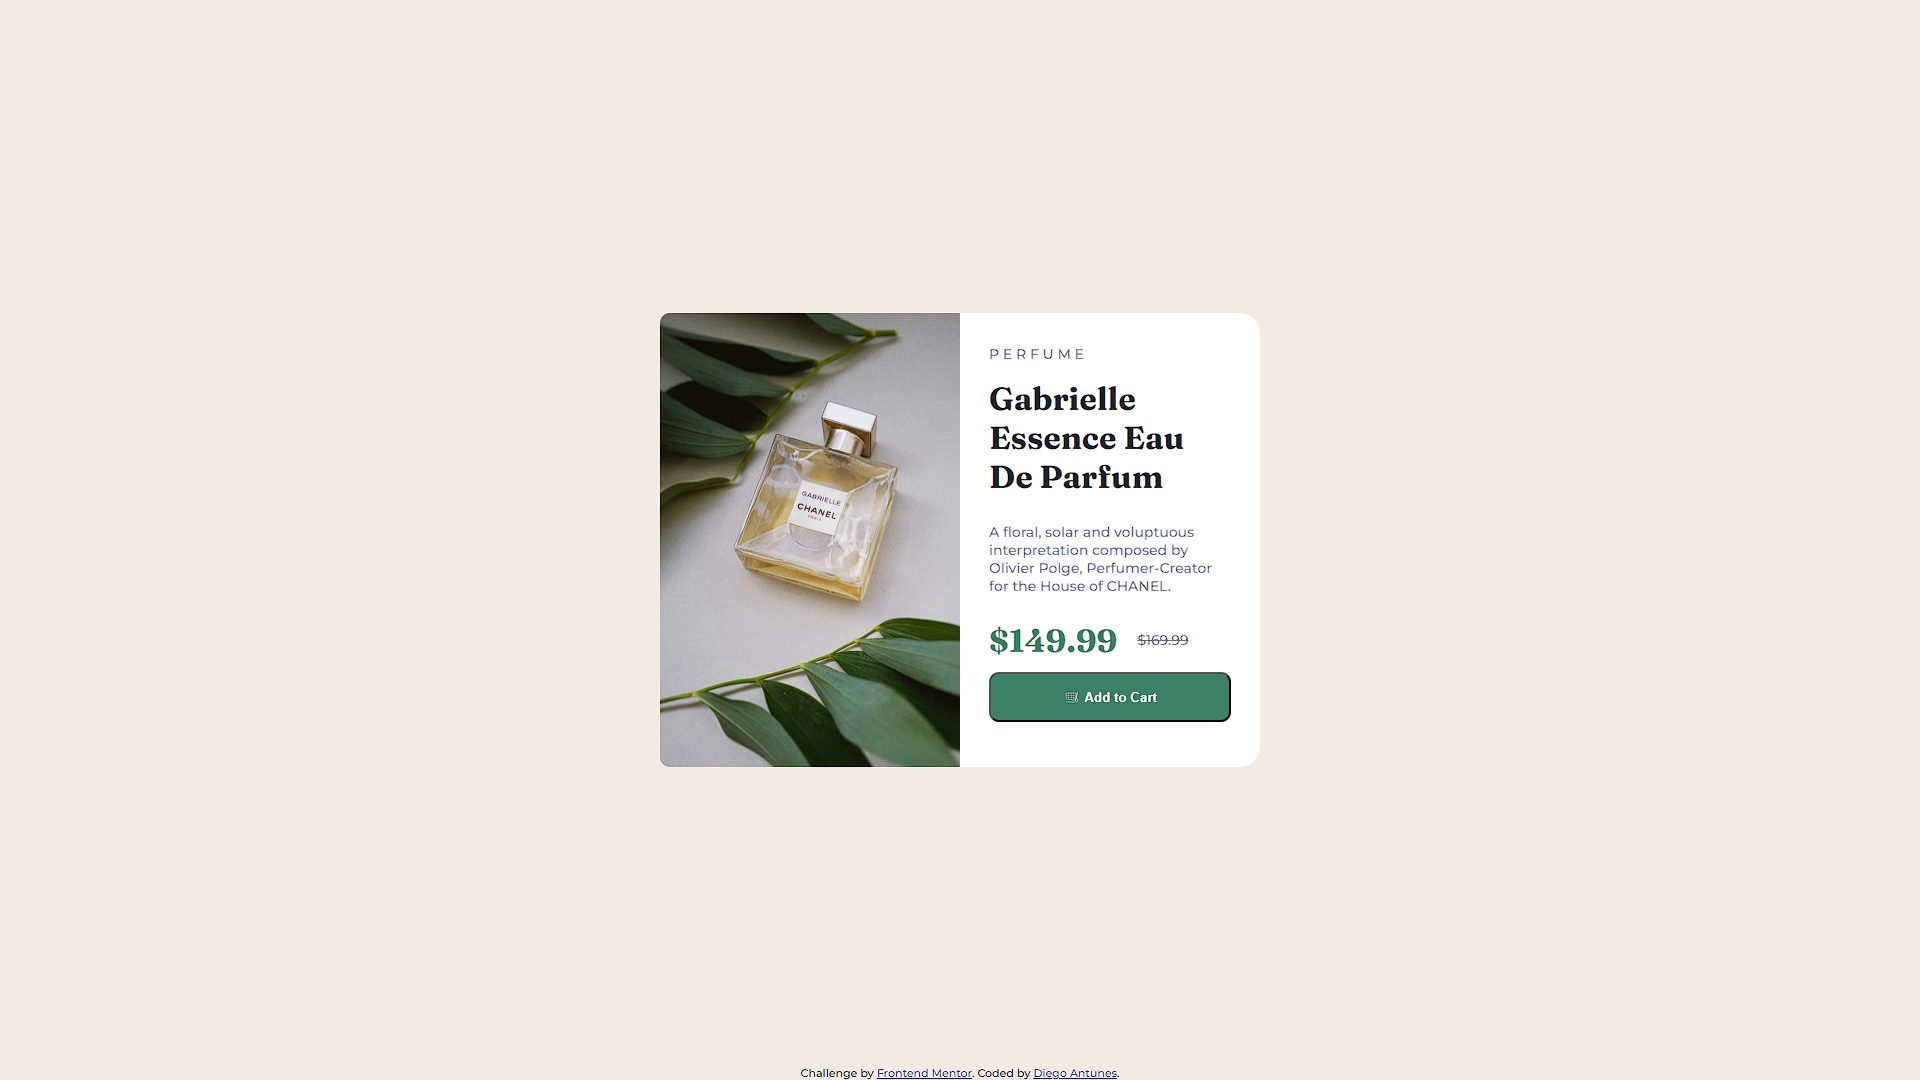 PERFUME
Gabrielle
Essence Eau
De Parfum
GABRIELLE
CHANEL
PARIS
A floral, solar and voluptuous
interpretation composed by
Olivier Polge, Perfumer-Creator
for the House of CHANEL.
$149.99 $169.99
Add to Cart
Challenge by Frontend Mentor. Coded by Diego Antunes.